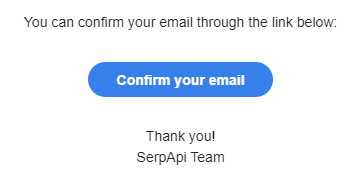 You can confirm your email through the link below:
Confirm your email
Thank you!
SerpApi Team